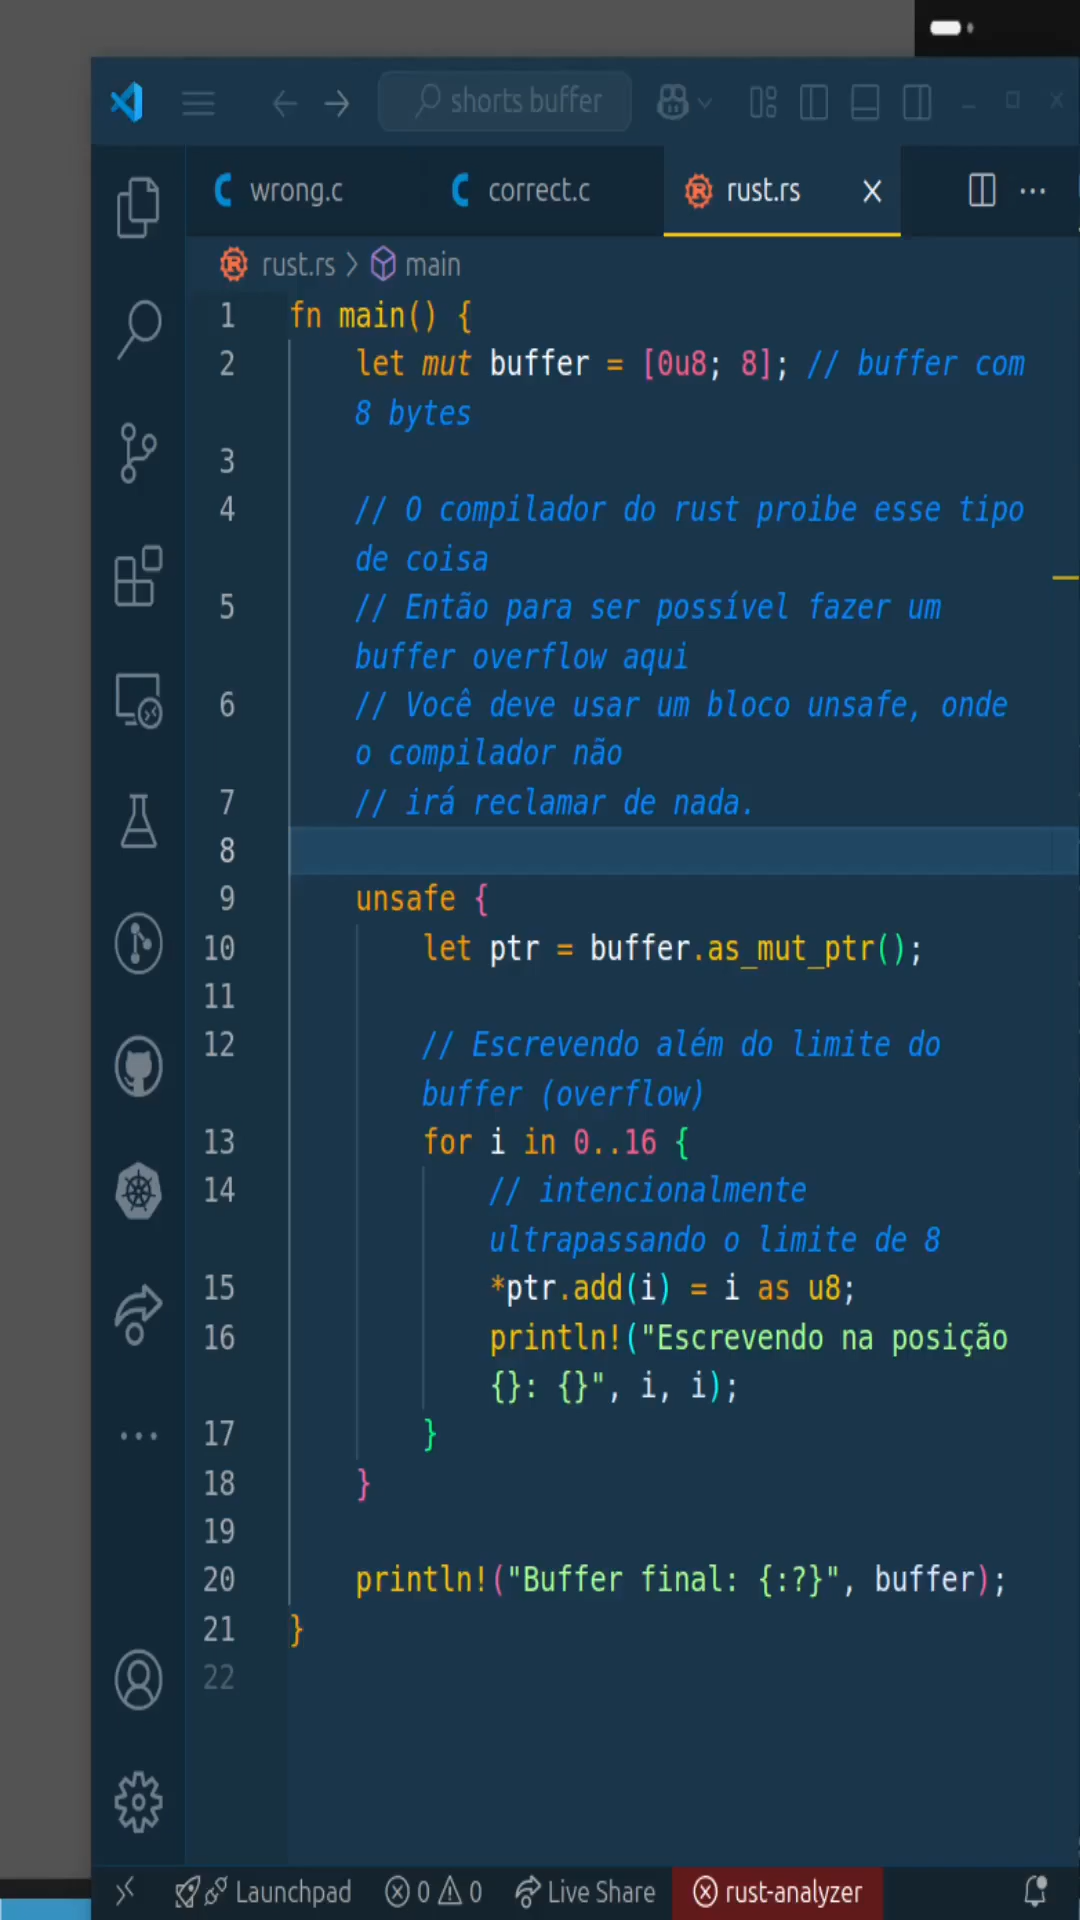 shorts buffer
wrong.c
correct.c
rust.rs
rust.rs > main
1 fn main() {
2 let mut buffer = [0u8; 8]; // buffer com
8 bytes
3
4 // O compilador do rust proibe esse tipo
de coisa
5 // Então para ser possível fazer um
buffer overflow aqui
6 // Você deve usar um bloco unsafe, onde
o compilador não
7 // irá reclamar de nada.
8
9 unsafe {
10 let ptr = buffer.as_mut_ptr();
11
12 // Escrevendo além do limite do
buffer (overflow)
13 for i in 0..16 {
14 // intencionalmente
ultrapassando o limite de 8
15 *ptr.add(i) = i as u8;
16 println!("Escrevendo na posição
{}: {}", i, i);
17 }
18 }
19
20 println!("Buffer final: {:?}", buffer);
21 }
22
Launchpad 0 0 Live Share rust-analyzer